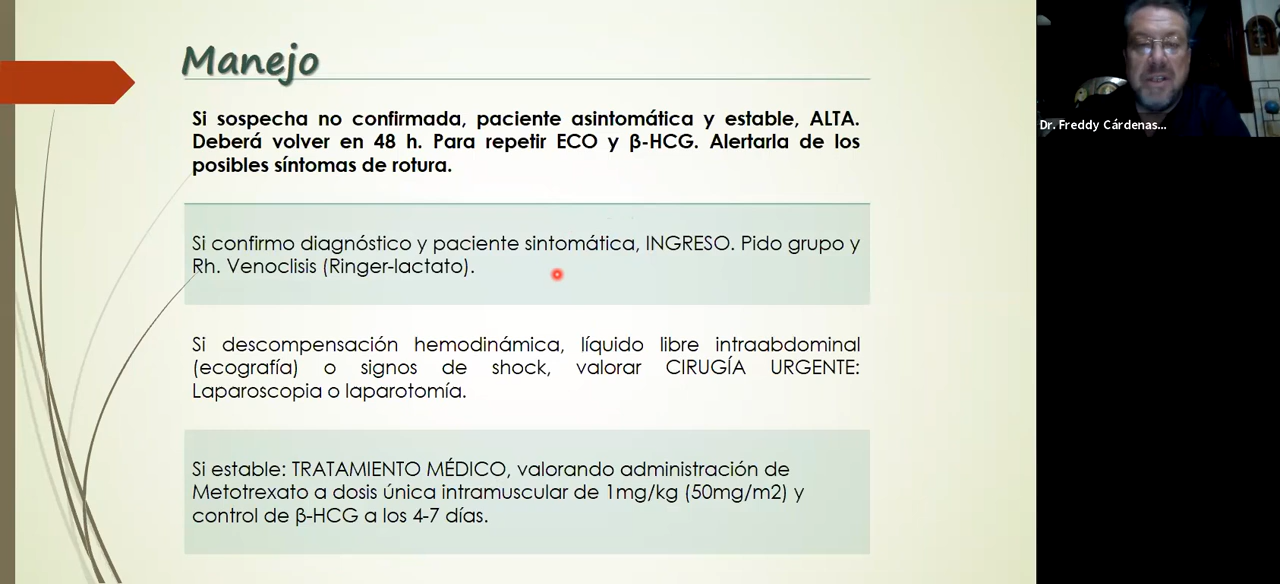 Manejo
Si sospecha no confirmada, paciente asintomática y estable, ALTA.
Deberá volver en 48 h. Para repetir ECO y β-HCG. Alertarla de los
posibles síntomas de rotura.
Si confirmo diagnóstico y paciente sintomática, INGRESO. Pido grupo y
Rh. Venoclisis (Ringer-lactato).
Si descompensación hemodinámica, líquido libre intraabdominal
(ecografía) o signos de shock, valorar CIRUGÍA URGENTE:
Laparoscopia o laparotomía.
Si estable: TRATAMIENTO MÉDICO, valorando administración de
Metotrexato a dosis única intramuscular de 1mg/kg (50mg/m2) y
control de β-HCG a los 4-7 días.
Dr. Freddy Cárdenas...